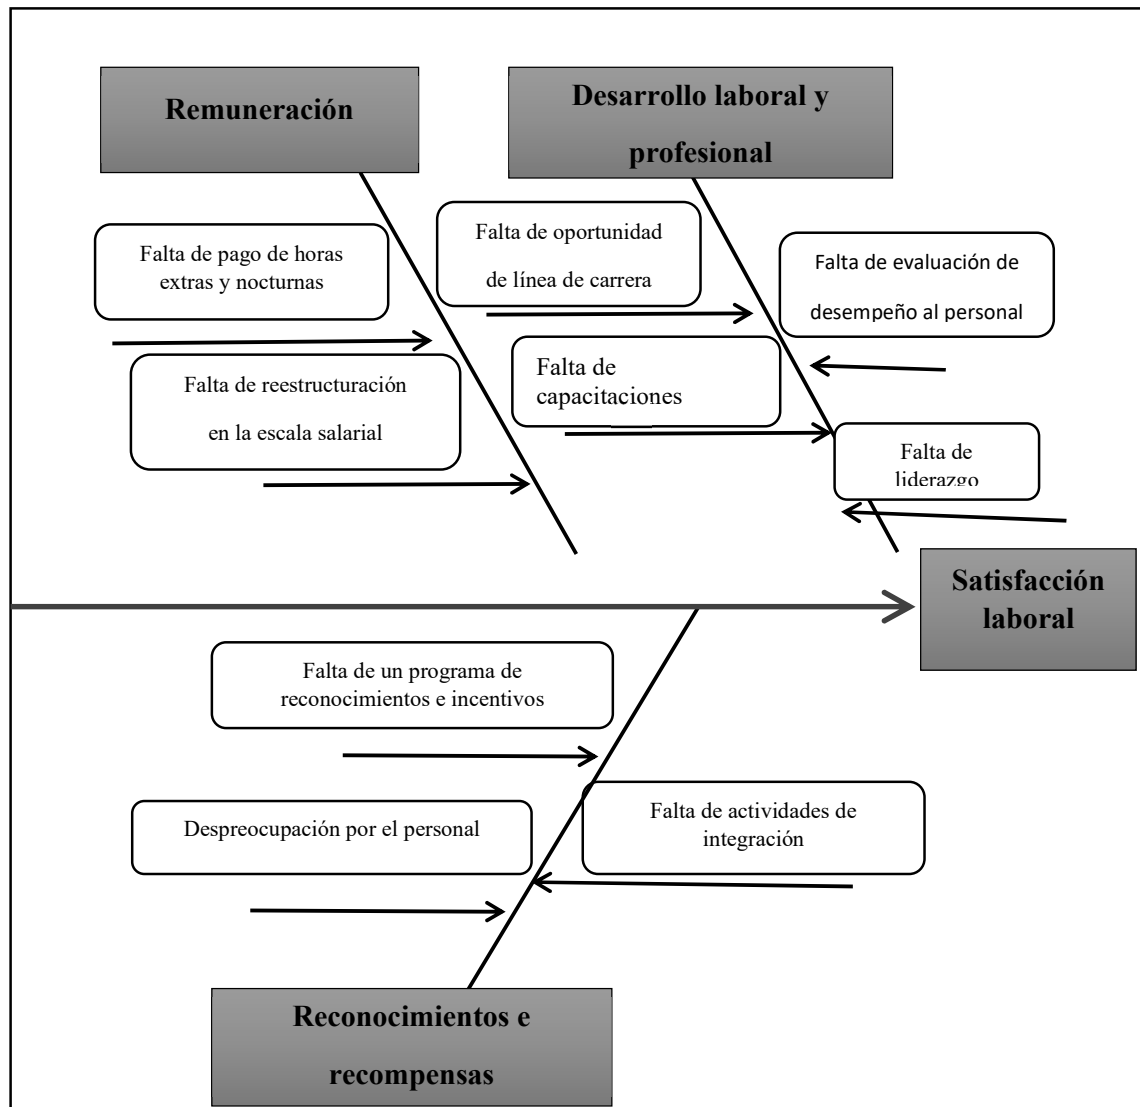 Remuneración
Desarrollo laboral y
profesional
Falta de pago de horas
extras y nocturnas
Falta de oportunidad
de línea de carrera
Falta de evaluación de
desempeño al personal
Falta de reestructuración
en la escala salarial
Falta de
capacitaciones
Falta de
liderazgo
Satisfacción
laboral
Falta de un programa de
reconocimientos e incentivos
Despreocupación por el personal
Falta de actividades de
integración
Reconocimientos e
recompensas